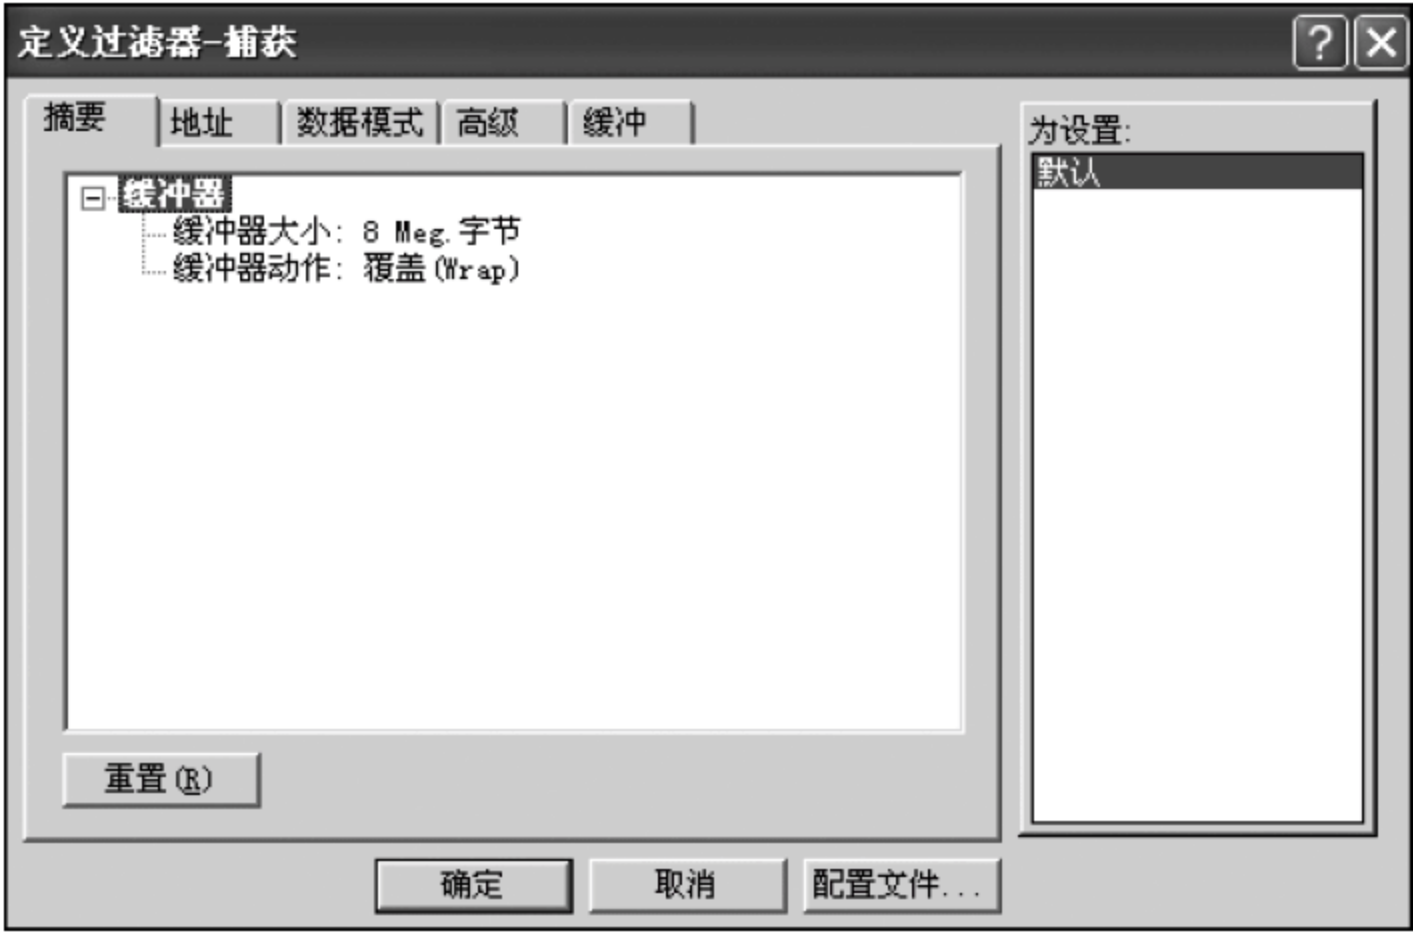 定义过滤器-捕获
摘要 地址 数据模式 高级 缓冲
缓冲器
缓冲器大小: 8 Meg.字节
缓冲器动作: 覆盖(Wrap)
重置(R)
为设置:
默认
确定 取消 配置文件...